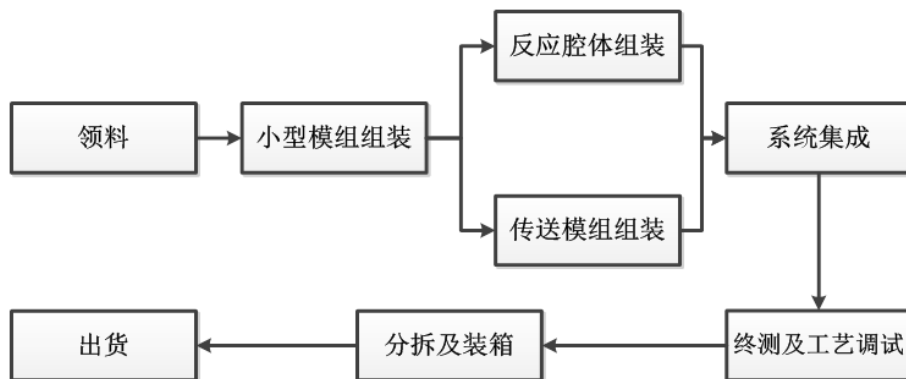 领料
小型模组组装
反应腔体组装
传送模组组装
系统集成
终测及工艺调试
分拆及装箱
出货